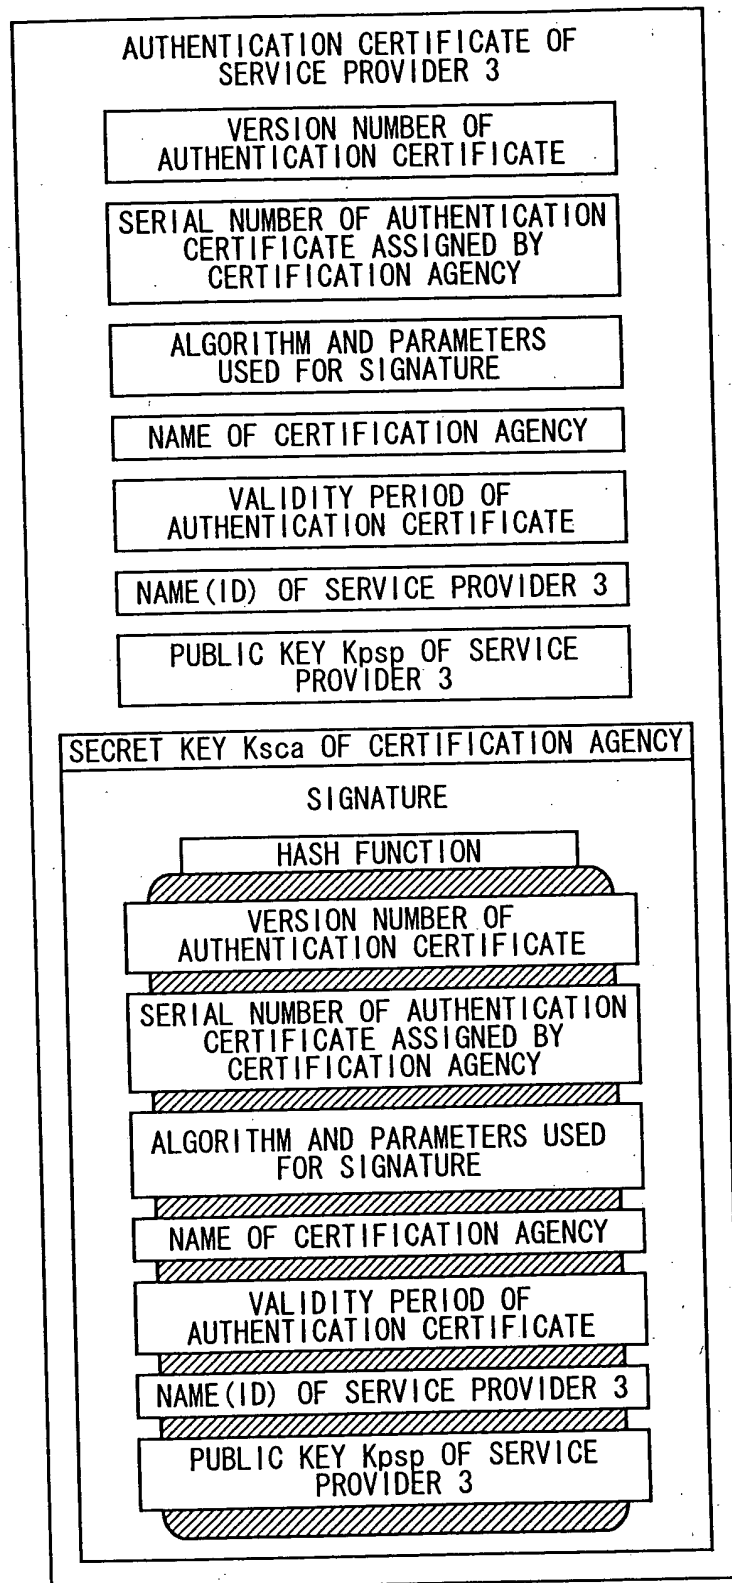 AUTHENTICATION CERTIFICATE OF
SERVICE PROVIDER 3
VERSION NUMBER OF
AUTHENTICATION CERTIFICATE
SERIAL NUMBER OF AUTHENTICATION
CERTIFICATE ASSIGNED BY
CERTIFICATION AGENCY
ALGORITHM AND PARAMETERS
USED FOR SIGNATURE
NAME OF CERTIFICATION AGENCY
VALIDITY PERIOD OF
AUTHENTICATION CERTIFICATE
NAME(ID) OF SERVICE PROVIDER 3
PUBLIC KEY Kpsp OF SERVICE
PROVIDER 3
SECRET KEY Ksca OF CERTIFICATION AGENCY
SIGNATURE
HASH FUNCTION
VERSION NUMBER OF
AUTHENTICATION CERTIFICATE
SERIAL NUMBER OF AUTHENTICATION
CERTIFICATE ASSIGNED BY
CERTIFICATION AGENCY
ALGORITHM AND PARAMETERS USED
FOR SIGNATURE
NAME OF CERTIFICATION AGENCY
VALIDITY PERIOD OF
AUTHENTICATION CERTIFICATE
NAME(ID) OF SERVICE PROVIDER 3
PUBLIC KEY Kpsp OF SERVICE
PROVIDER 3